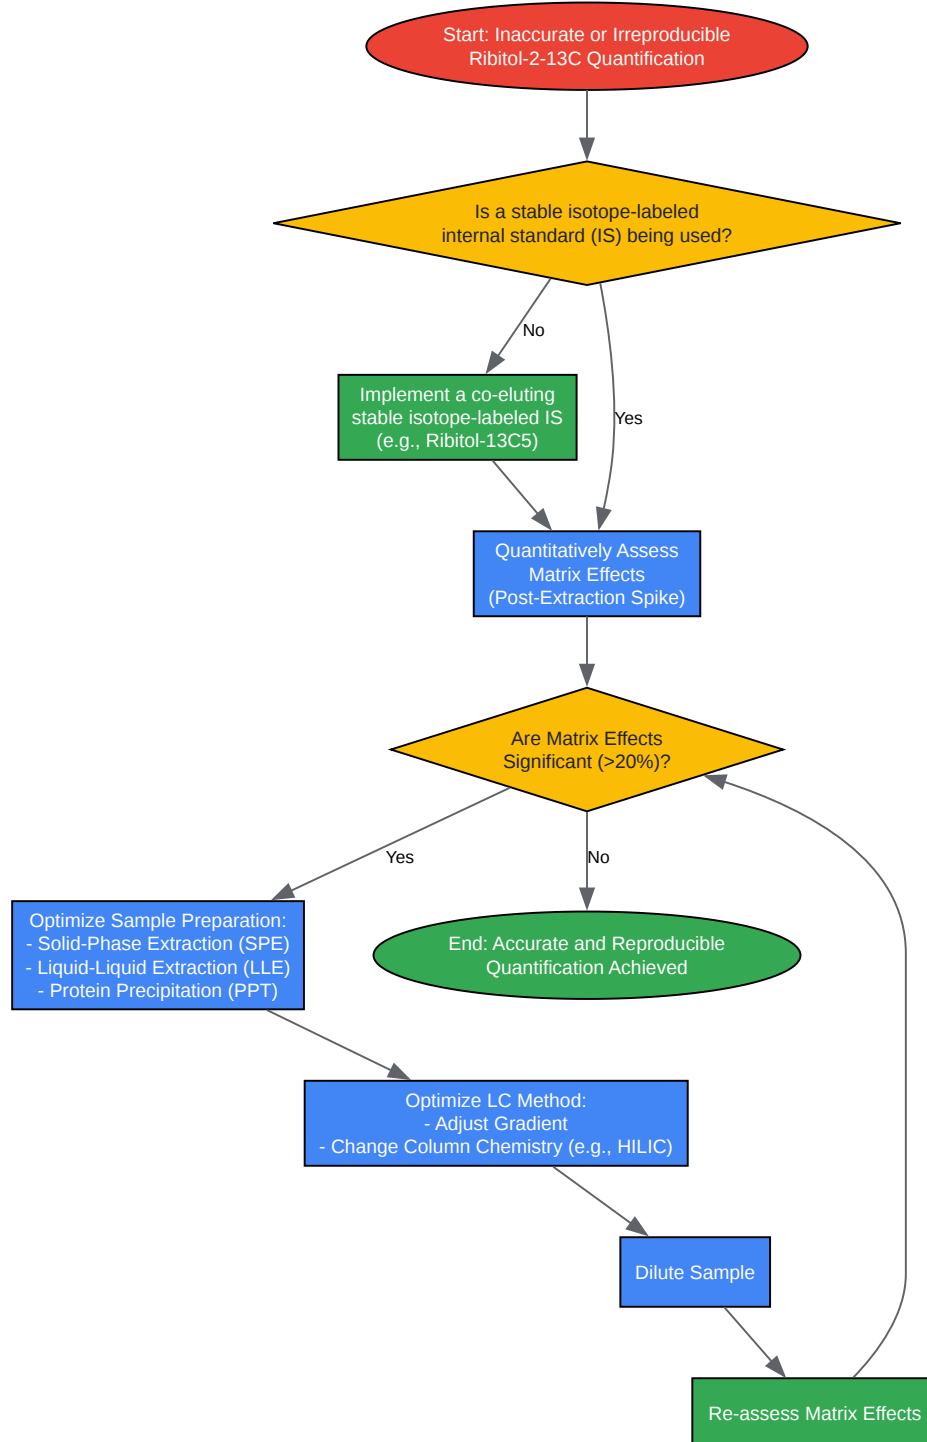 Start: Inaccurate or Irreproducible
Ribitol-2-13C Quantification
Is a stable isotope-labeled
internal standard (IS) being used?
No
Implement a co-eluting
stable isotope-labeled IS
(e.g., Ribitol-13C5)
Yes
Quantitatively Assess
Matrix Effects
(Post-Extraction Spike)
Are Matrix Effects
Significant (>20%)?
Yes
No
Optimize Sample Preparation:
- Solid-Phase Extraction (SPE)
- Liquid-Liquid Extraction (LLE)
- Protein Precipitation (PPT)
End: Accurate and Reproducible
Quantification Achieved
Optimize LC Method:
- Adjust Gradient
- Change Column Chemistry (e.g., HILIC)
Dilute Sample
Re-assess Matrix Effects